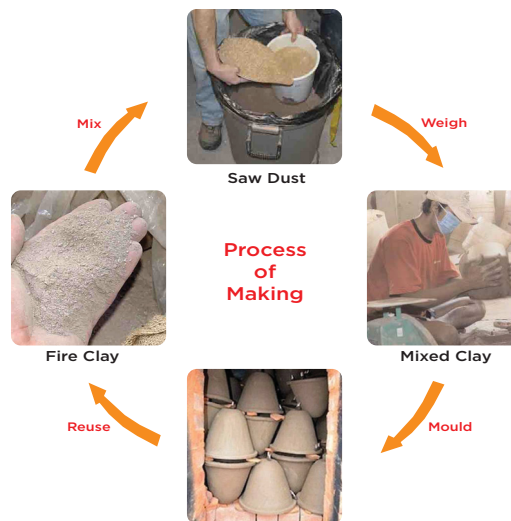 Mix
Weigh
Saw Dust
Process
of
Making
Fire Clay
Mixed Clay
Reuse
Mould